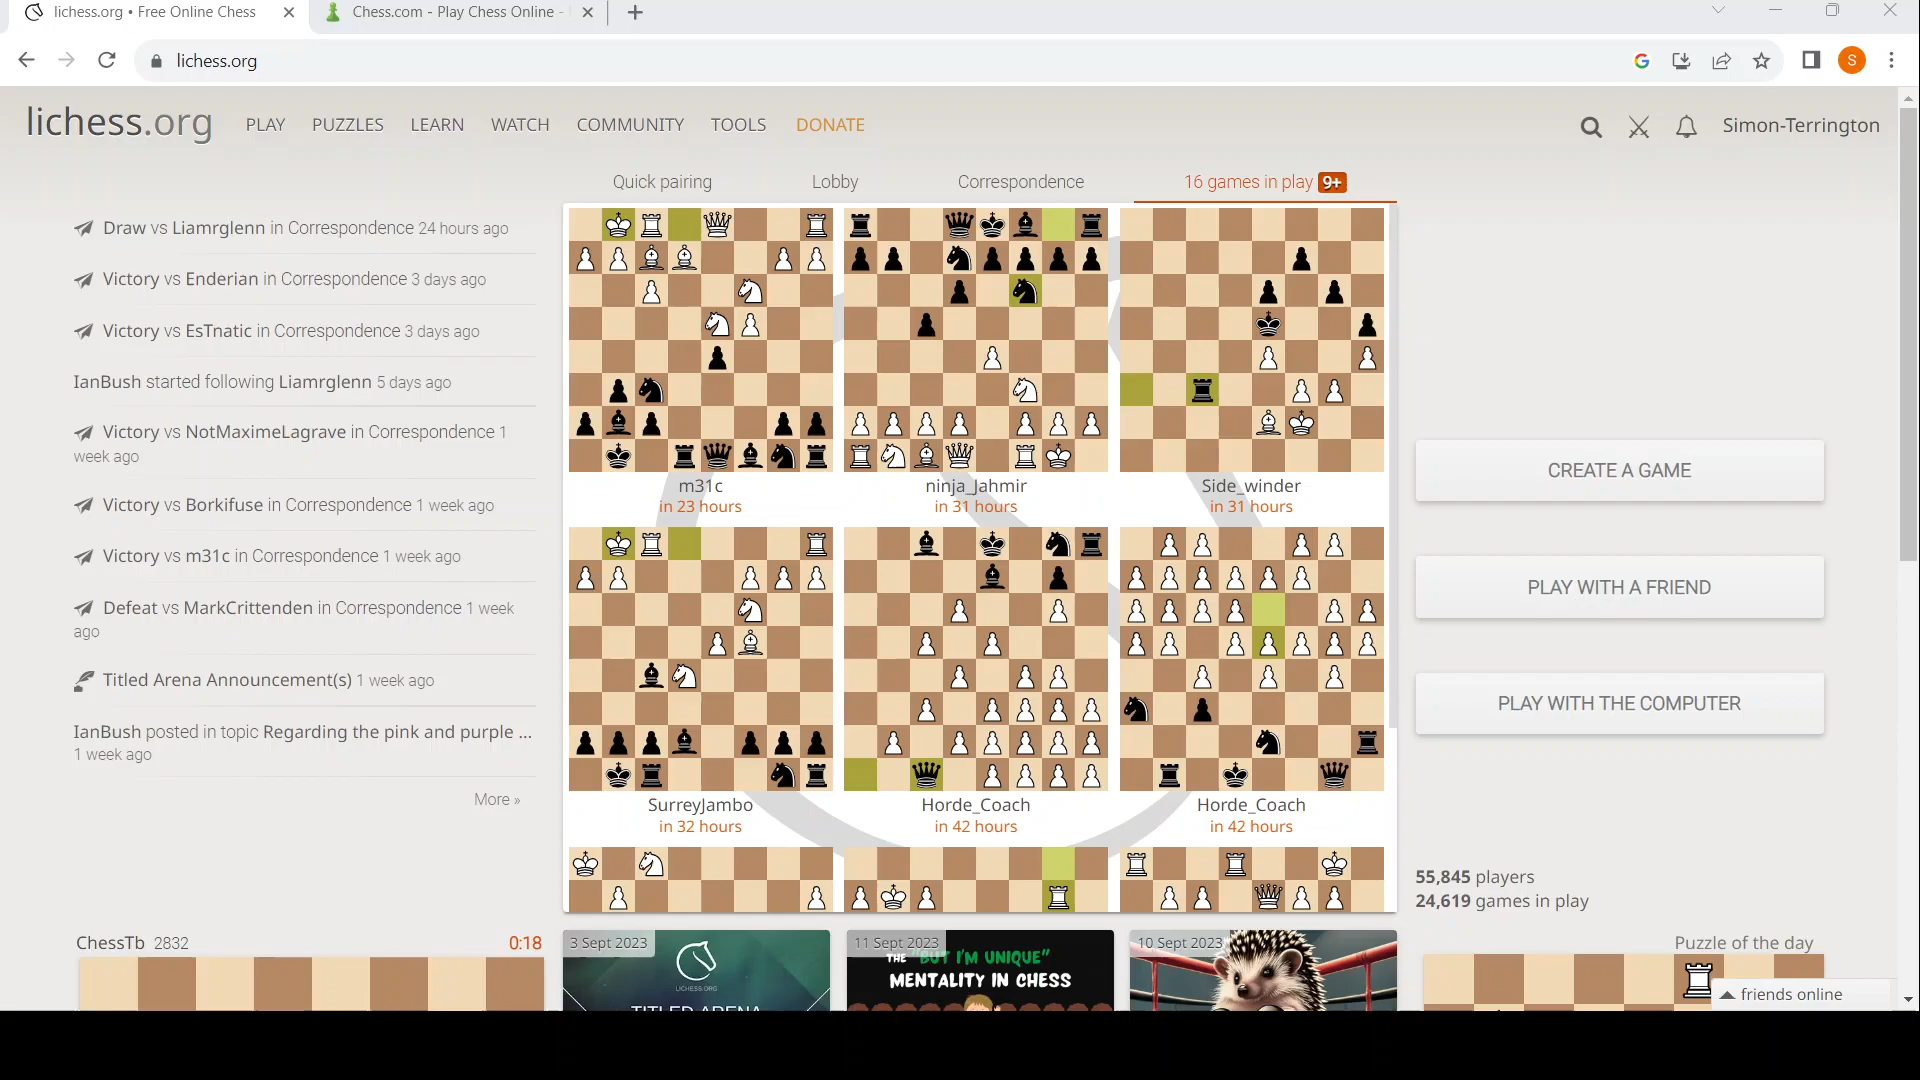 lichess.org • Free Online Chess
Chess.com - Play Chess Online -
lichess.org
S
lichess.org
PLAY
PUZZLES
LEARN
WATCH
COMMUNITY
TOOLS
DONATE
Simon-Terrington
Quick pairing
Lobby
Correspondence
16 games in play 9+
Draw vs Liamrglenn in Correspondence 24 hours ago
Victory vs Enderian in Correspondence 3 days ago
Victory vs EsTnatic in Correspondence 3 days ago
IanBush started following Liamrglenn 5 days ago
Victory vs NotMaximeLagrave in Correspondence 1
week ago
Victory vs Borkifuse in Correspondence 1 week ago
Victory vs m31c in Correspondence 1 week ago
Defeat vs MarkCrittenden in Correspondence 1 week
ago
Titled Arena Announcement(s) 1 week ago
IanBush posted in topic Regarding the pink and purple ...
1 week ago
More »
m31c
in 23 hours
ninja_Jahmir
in 31 hours
Side_winder
in 31 hours
SurreyJambo
in 32 hours
Horde_Coach
in 42 hours
Horde_Coach
in 42 hours
CREATE A GAME
PLAY WITH A FRIEND
PLAY WITH THE COMPUTER
55,845 players
24,619 games in play
ChessTb 2832
0:18
3 Sept 2023
LICHESS.ORG
TITLED ARENA
11 Sept 2023
THE "BUT I'M UNIQUE"
MENTALITY IN CHESS
10 Sept 2023
Puzzle of the day
friends online